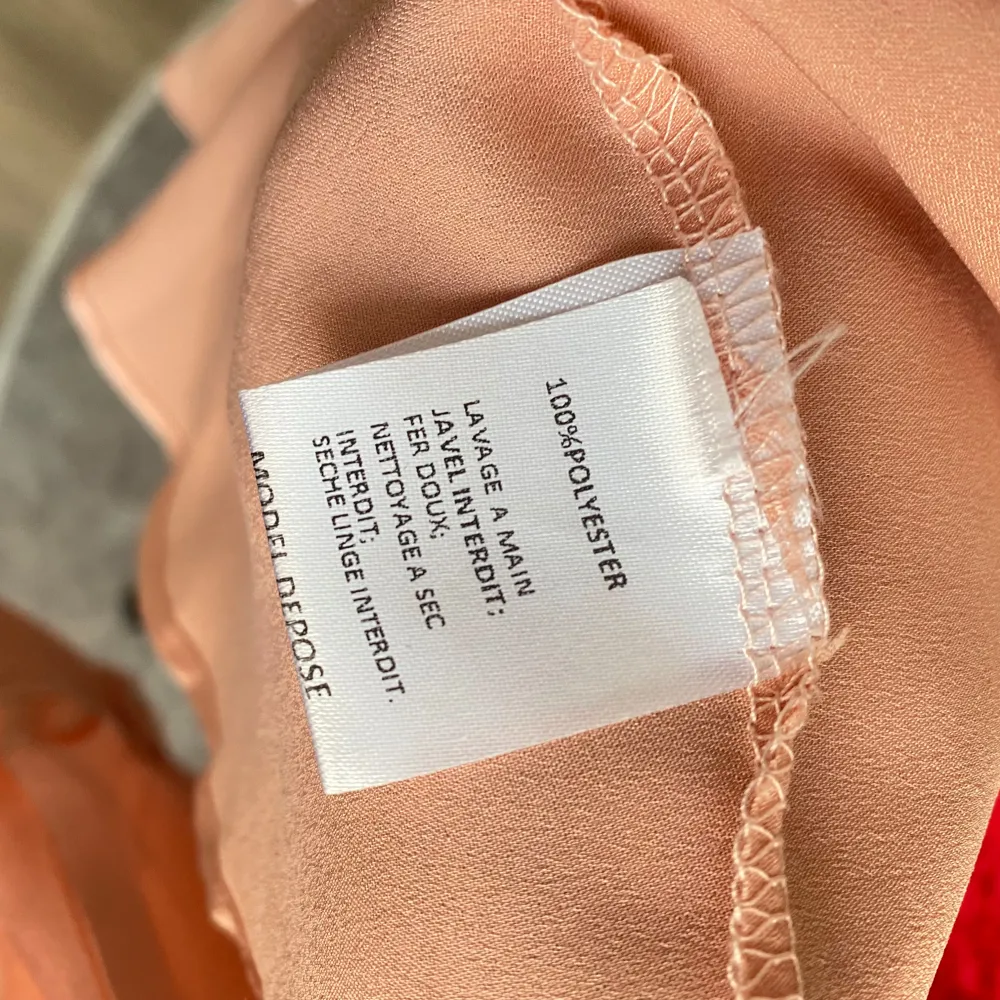 100%POLYESTER
LAVAGE A MAIN
JAVEL INTERDIT;
FER DOUX;
NETTOYAGE A SEC
INTERDIT;
SECHE LINGE INTERDIT.
MODEL DEPOSE